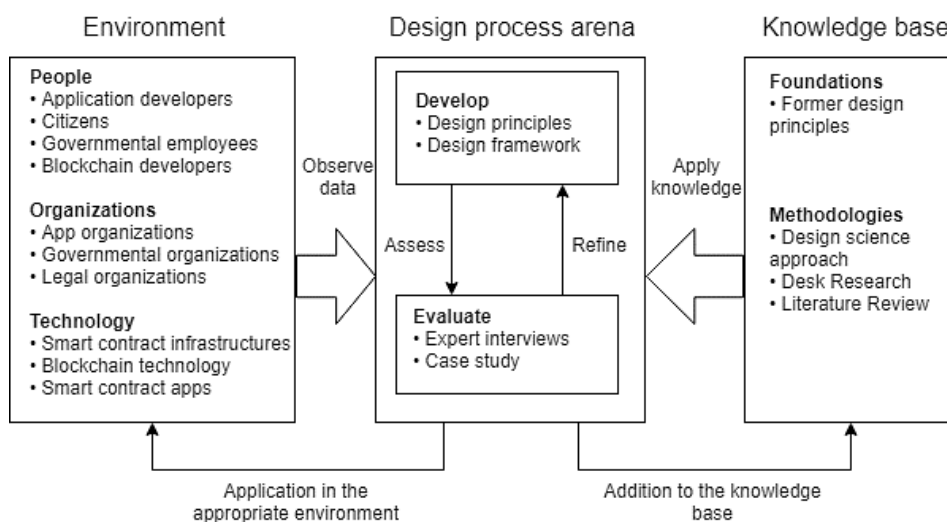 Environment
Design process arena
Knowledge base
People
• Application developers
• Citizens
• Governmental employees
• Blockchain developers
Organizations
• App organizations
• Governmental organizations
• Legal organizations
Technology
• Smart contract infrastructures
• Blockchain technology
• Smart contract apps
Observe
data
Develop
• Design principles
• Design framework
Assess
Refine
Evaluate
• Expert interviews
• Case study
Apply
knowledge
Foundations
• Former design
principles
Methodologies
• Design science
approach
• Desk Research
• Literature Review
Application in the
appropriate environment
Addition to the knowledge
base